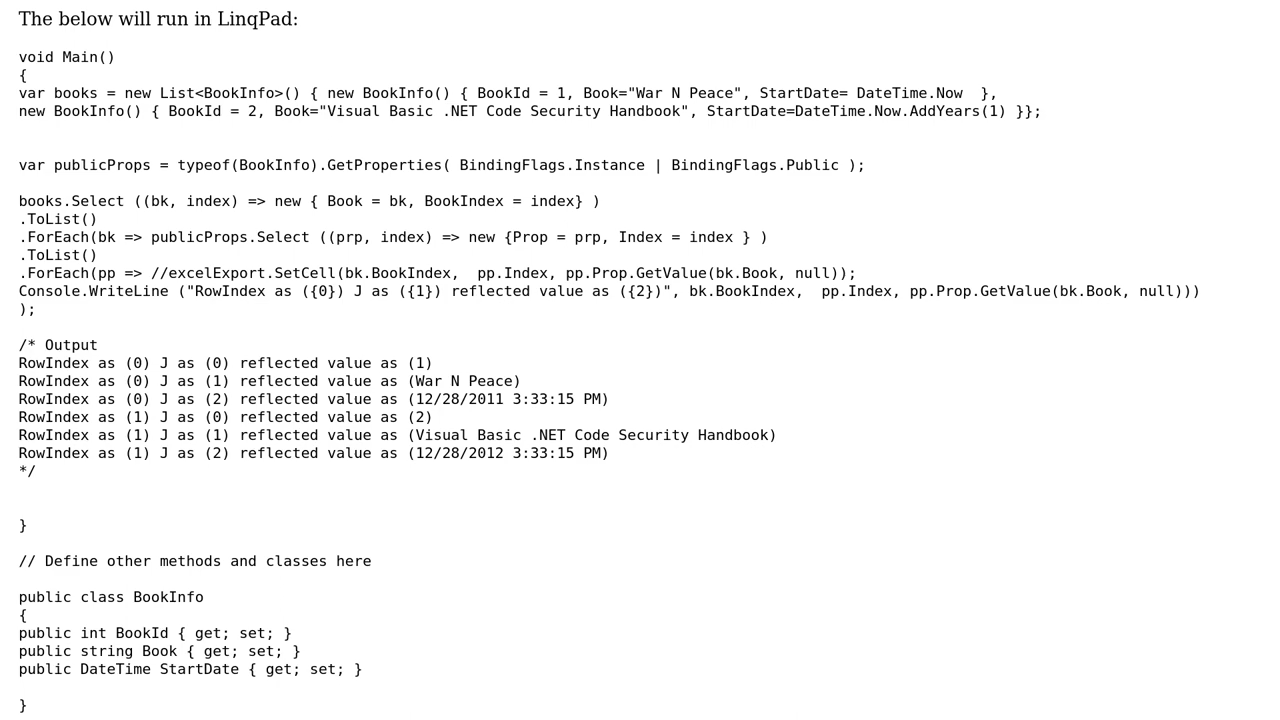 The below will run in LinqPad:
void Main()
{
var books = new List<BookInfo>() { new BookInfo() { BookId = 1, Book="War N Peace", StartDate= DateTime.Now  },
new BookInfo() { BookId = 2, Book="Visual Basic .NET Code Security Handbook", StartDate=DateTime.Now.AddYears(1) }};
var publicProps = typeof(BookInfo).GetProperties( BindingFlags.Instance | BindingFlags.Public );
books.Select ((bk, index) => new { Book = bk, BookIndex = index} )
.ToList()
.ForEach(bk => publicProps.Select ((prp, index) => new {Prop = prp, Index = index } )
.ToList()
.ForEach(pp => //excelExport.SetCell(bk.BookIndex,  pp.Index, pp.Prop.GetValue(bk.Book, null));
Console.WriteLine ("RowIndex as ({0}) J as ({1}) reflected value as ({2})", bk.BookIndex,  pp.Index, pp.Prop.GetValue(bk.Book, null)))
);
/* Output
RowIndex as (0) J as (0) reflected value as (1)
RowIndex as (0) J as (1) reflected value as (War N Peace)
RowIndex as (0) J as (2) reflected value as (12/28/2011 3:33:15 PM)
RowIndex as (1) J as (0) reflected value as (2)
RowIndex as (1) J as (1) reflected value as (Visual Basic .NET Code Security Handbook)
RowIndex as (1) J as (2) reflected value as (12/28/2012 3:33:15 PM)
*/
}
// Define other methods and classes here
public class BookInfo
{
public int BookId { get; set; }
public string Book { get; set; }
public DateTime StartDate { get; set; }
}